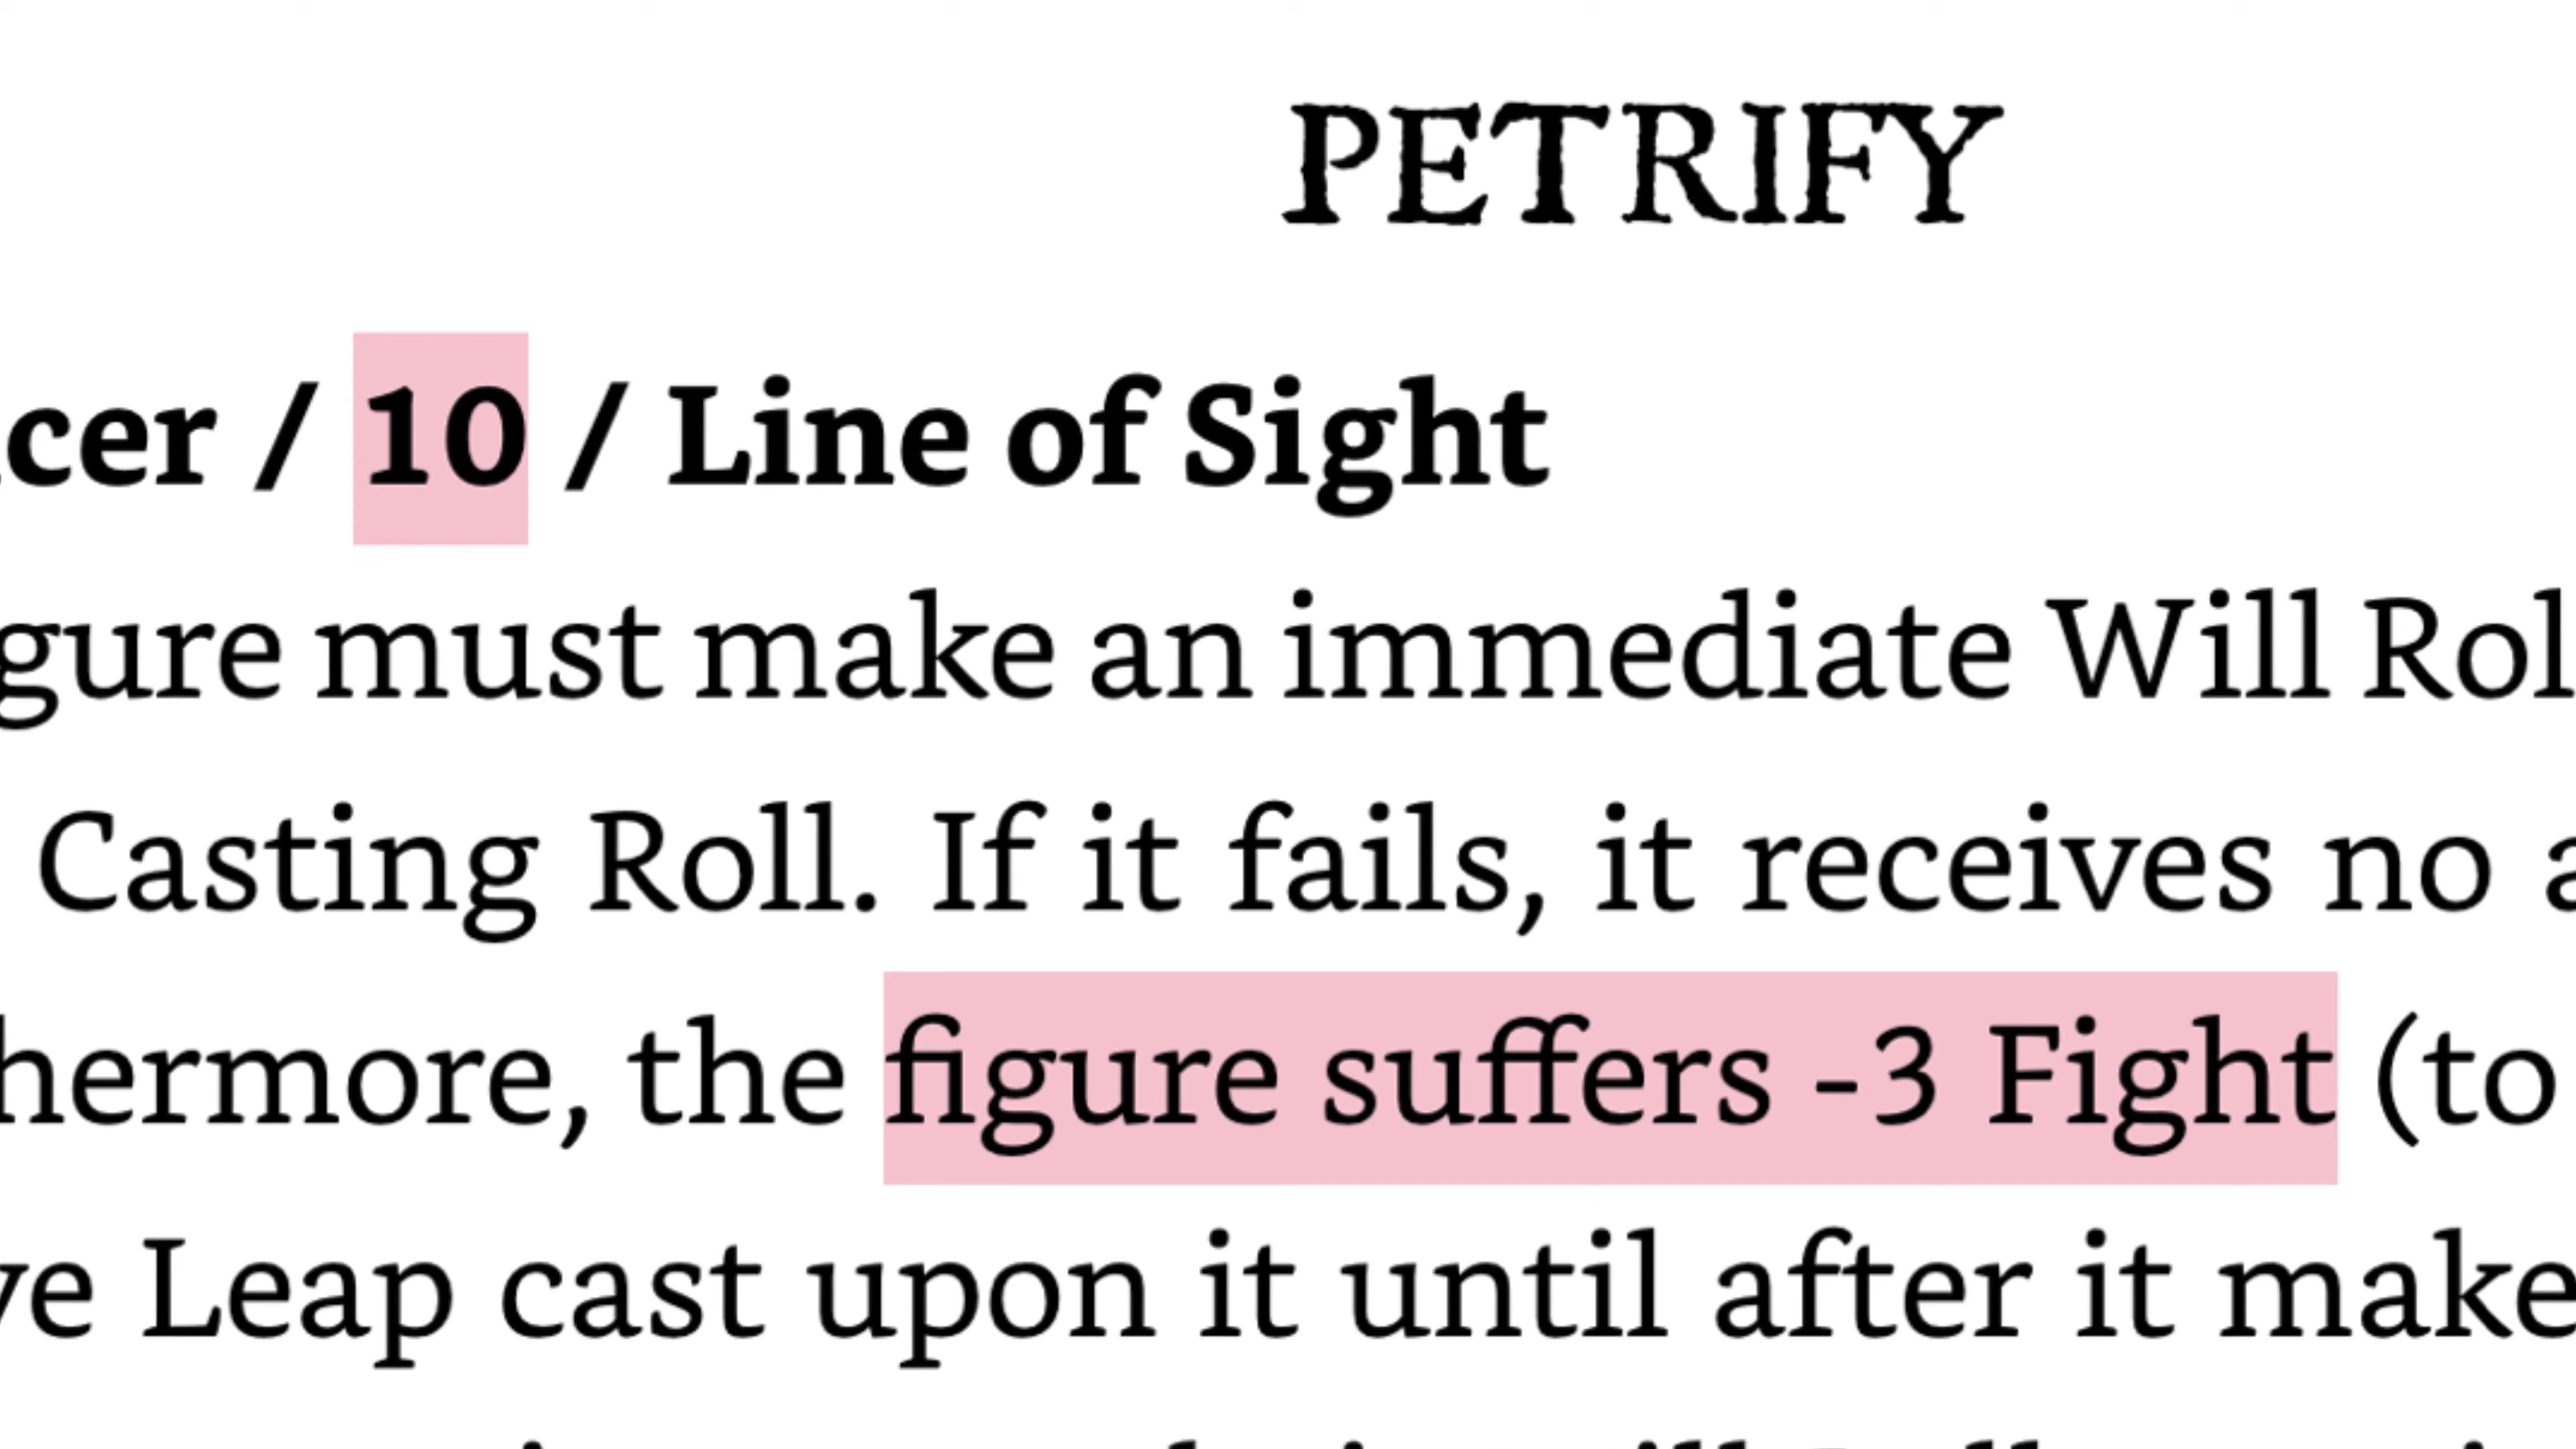 PETRIFY
cer / 10 / Line of Sight
gure must make an immediate Will Rol
Casting Roll. If it fails, it receives no a
hermore, the figure suffers -3 Fight (to
ve Leap cast upon it until after it make